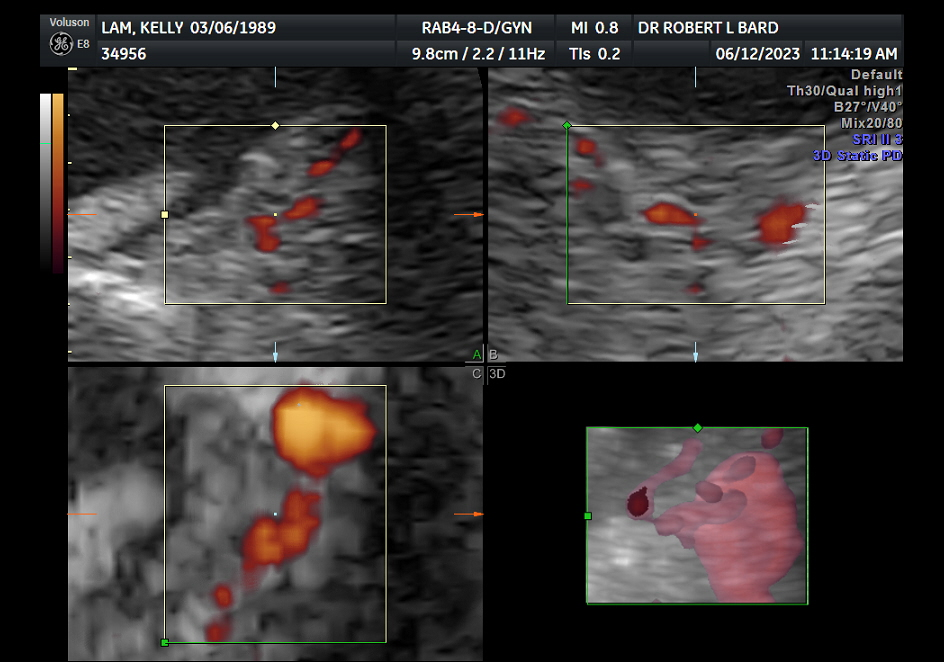 Voluson
E8
LAM, KELLY 03/06/1989
RAB4-8-D/GYN
MI 0.8
DR ROBERT L BARD
34956
9.8cm / 2.2 / 11Hz
TIs 0.2
06/12/2023 11:14:19 AM
Default
Th30/Qual high1
B27°/V40°
Mix20/80
SRI II 3
3D Static PD
A
B
C
3D